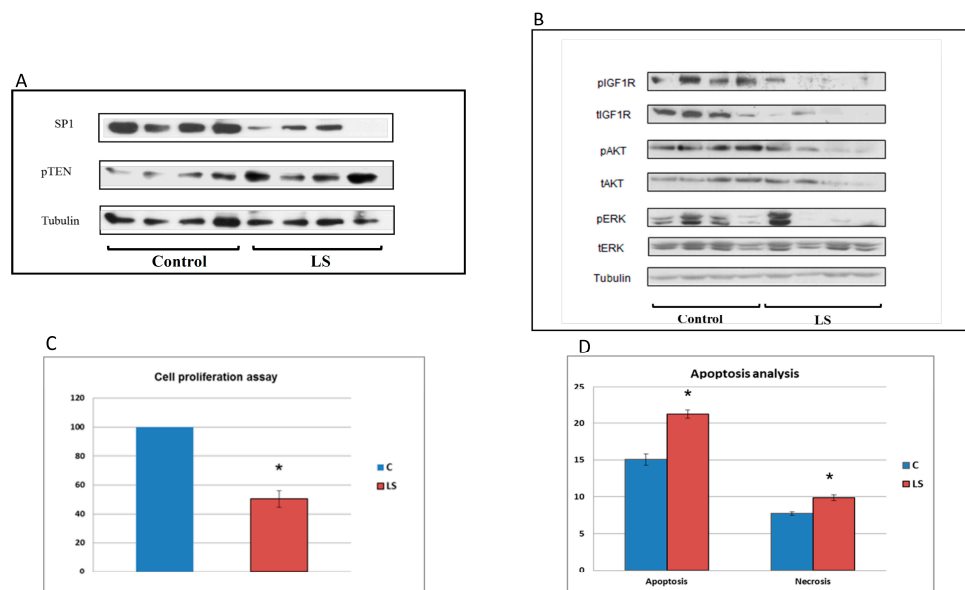 A
SP1
pTEN
Tubulin
Control LS
B
pIGF1R
tIGF1R
pAKT
tAKT
pERK
tERK
Tubulin
Control LS
C
Cell proliferation assay
120
100
80
60
40
20
0
*
C
LS
D
Apoptosis analysis
25
20
15
10
5
0
*
*
C
LS
Apoptosis Necrosis